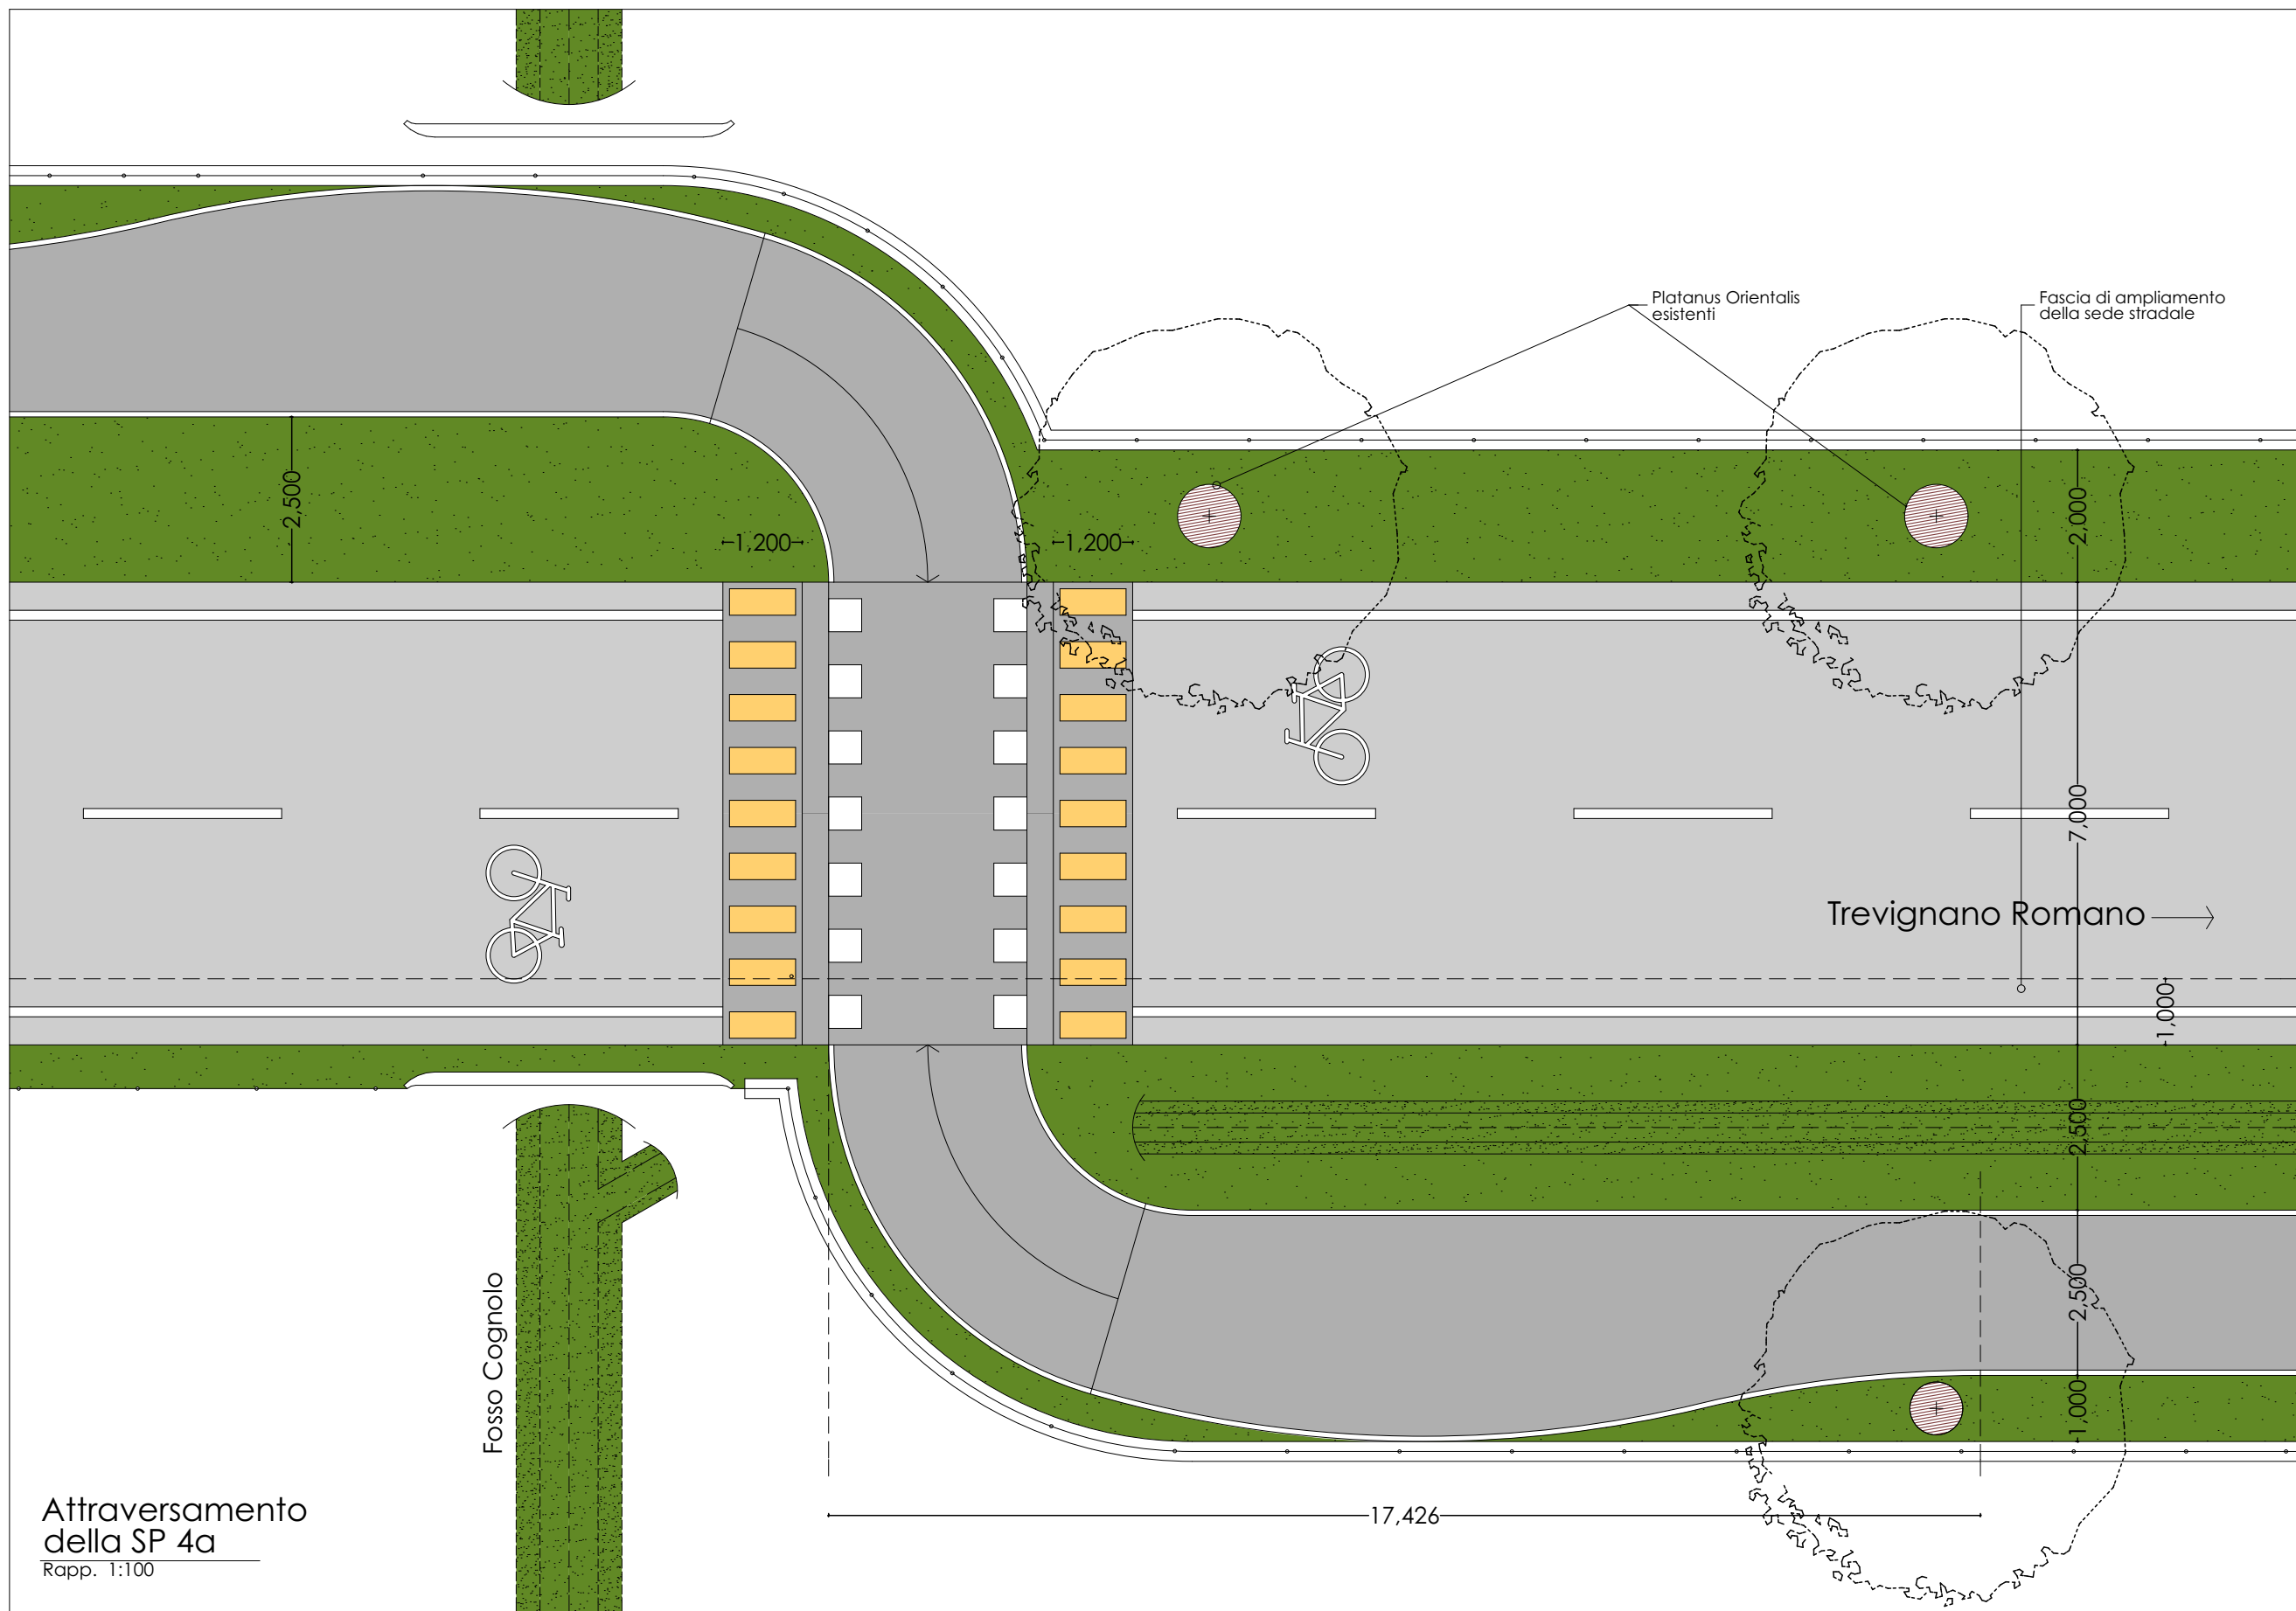 Platanus Orientalis
esistenti
Fascia di ampliamento
della sede stradale
2,500
2,000
1,200
1,200
7,000
Trevignano Romano
1,000
2,500
2,500
1,000
Fosso Cognolo
17,426
Attraversamento
della SP 4a
Rapp. 1:100